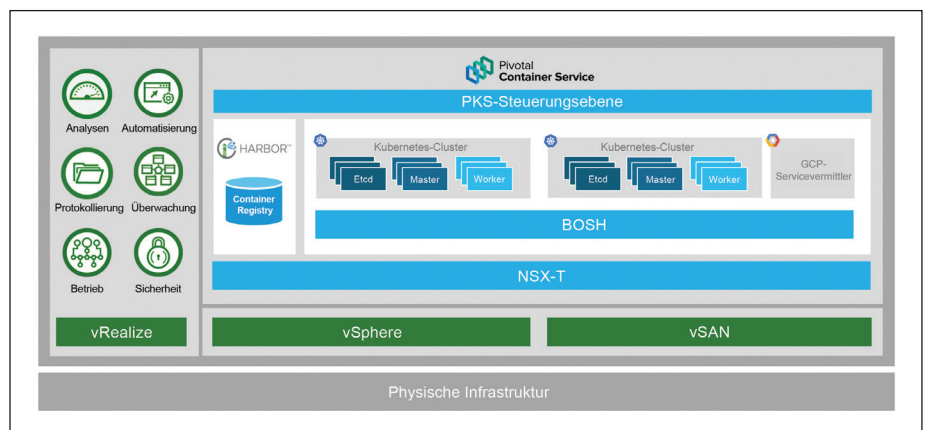 Analysen
Automatisierung
Protokollierung
Überwachung
Betrieb
Sicherheit
vRealize
Pivotal
Container Service
PKS-Steuerungsebene
HARBOR™
Container
Registry
Kubernetes-Cluster
Etcd
Master
Worker
Kubernetes-Cluster
Etcd
Master
Worker
GCP-
Servicevermittler
BOSH
NSX-T
vSphere
vSAN
Physische Infrastruktur